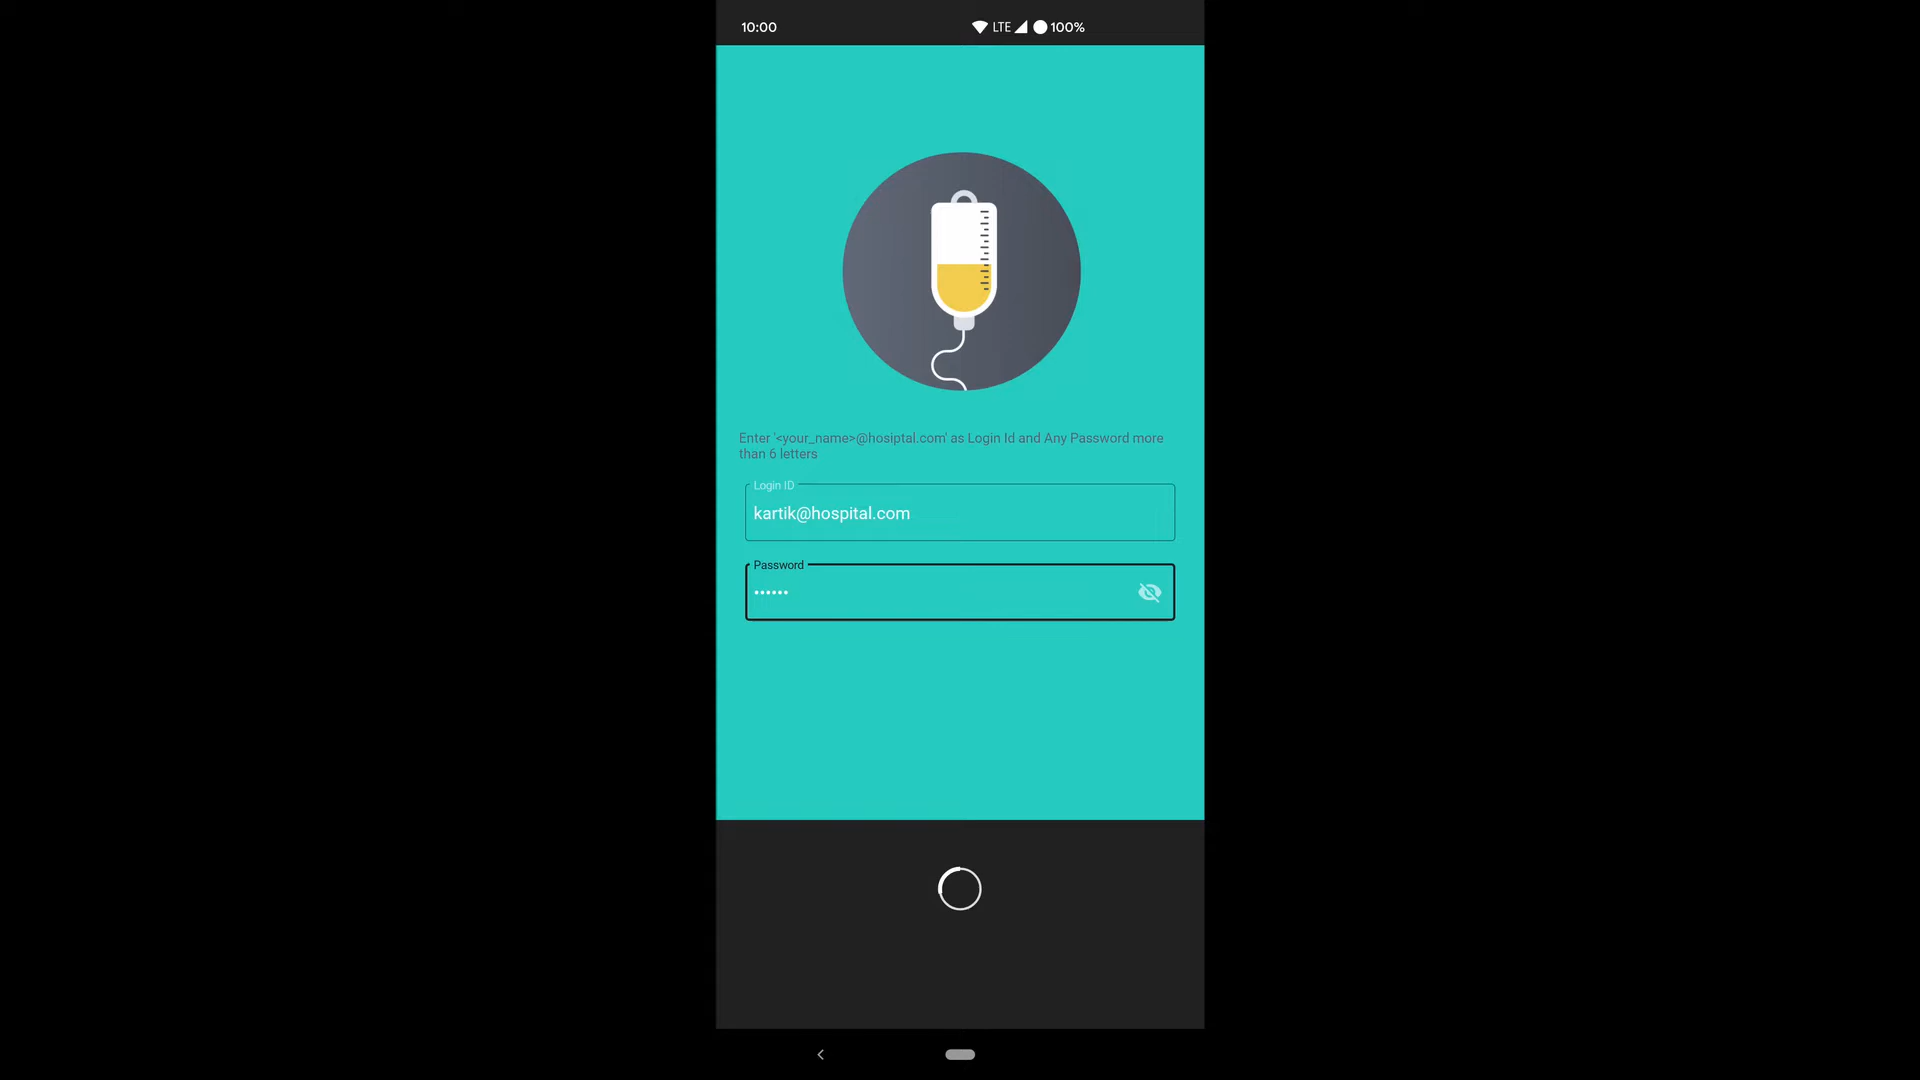 10:00 LTE 100%
Enter '<your_name>@hosiptal.com' as Login Id and Any Password more
than 6 letters
Login ID
kartik@hospital.com
Password
••••••